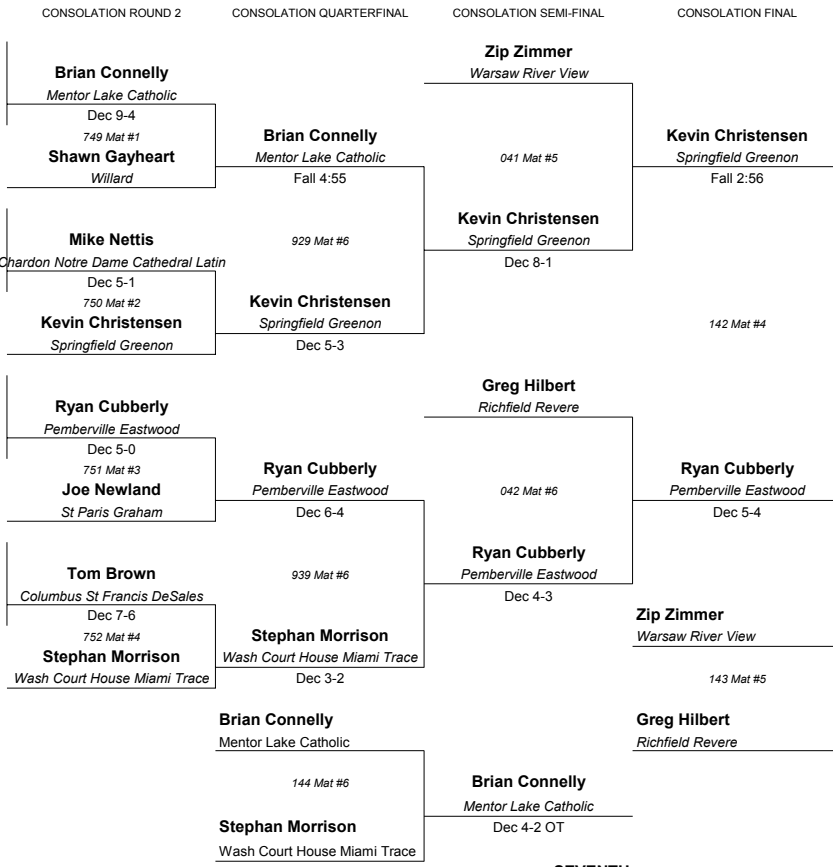 CONSOLATION ROUND 2
CONSOLATION QUARTERFINAL
CONSOLATION SEMI-FINAL
CONSOLATION FINAL
Brian Connelly
Mentor Lake Catholic
Dec 9-4
749 Mat #1
Shawn Gayheart
Willard
Mike Nettis
Chardon Notre Dame Cathedral Latin
Dec 5-1
750 Mat #2
Kevin Christensen
Springfield Greenon
Ryan Cubberly
Pemberville Eastwood
Dec 5-0
751 Mat #3
Joe Newland
St Paris Graham
Tom Brown
Columbus St Francis DeSales
Dec 7-6
752 Mat #4
Stephan Morrison
Wash Court House Miami Trace
Brian Connelly
Mentor Lake Catholic
Fall 4:55
929 Mat #6
Kevin Christensen
Springfield Greenon
Dec 5-3
Ryan Cubberly
Pemberville Eastwood
Dec 6-4
939 Mat #6
Stephan Morrison
Wash Court House Miami Trace
Dec 3-2
Brian Connelly
Mentor Lake Catholic
144 Mat #6
Stephan Morrison
Wash Court House Miami Trace
Zip Zimmer
Warsaw River View
041 Mat #5
Kevin Christensen
Springfield Greenon
Dec 8-1
Greg Hilbert
Richfield Revere
042 Mat #6
Ryan Cubberly
Pemberville Eastwood
Dec 4-3
Brian Connelly
Mentor Lake Catholic
Dec 4-2 OT
Kevin Christensen
Springfield Greenon
Fall 2:56
142 Mat #4
Ryan Cubberly
Pemberville Eastwood
Dec 5-4
Zip Zimmer
Warsaw River View
143 Mat #5
Greg Hilbert
Richfield Revere
SEVENTH